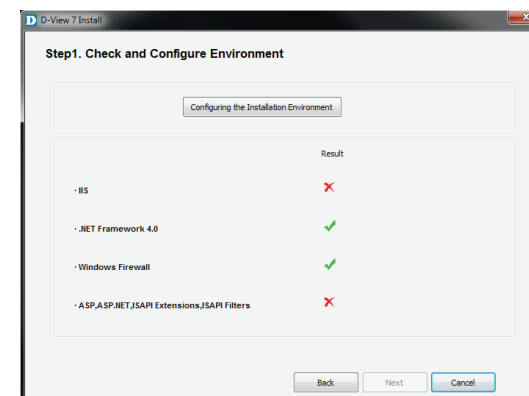 D-View 7 Install
Step1. Check and Configure Environment
Configuring the Installation Environment
Result
· IIS
· .NET Framework 4.0
· Windows Firewall
· ASP,ASP.NET,ISAPI Extensions,ISAPI Filters
Back Next Cancel